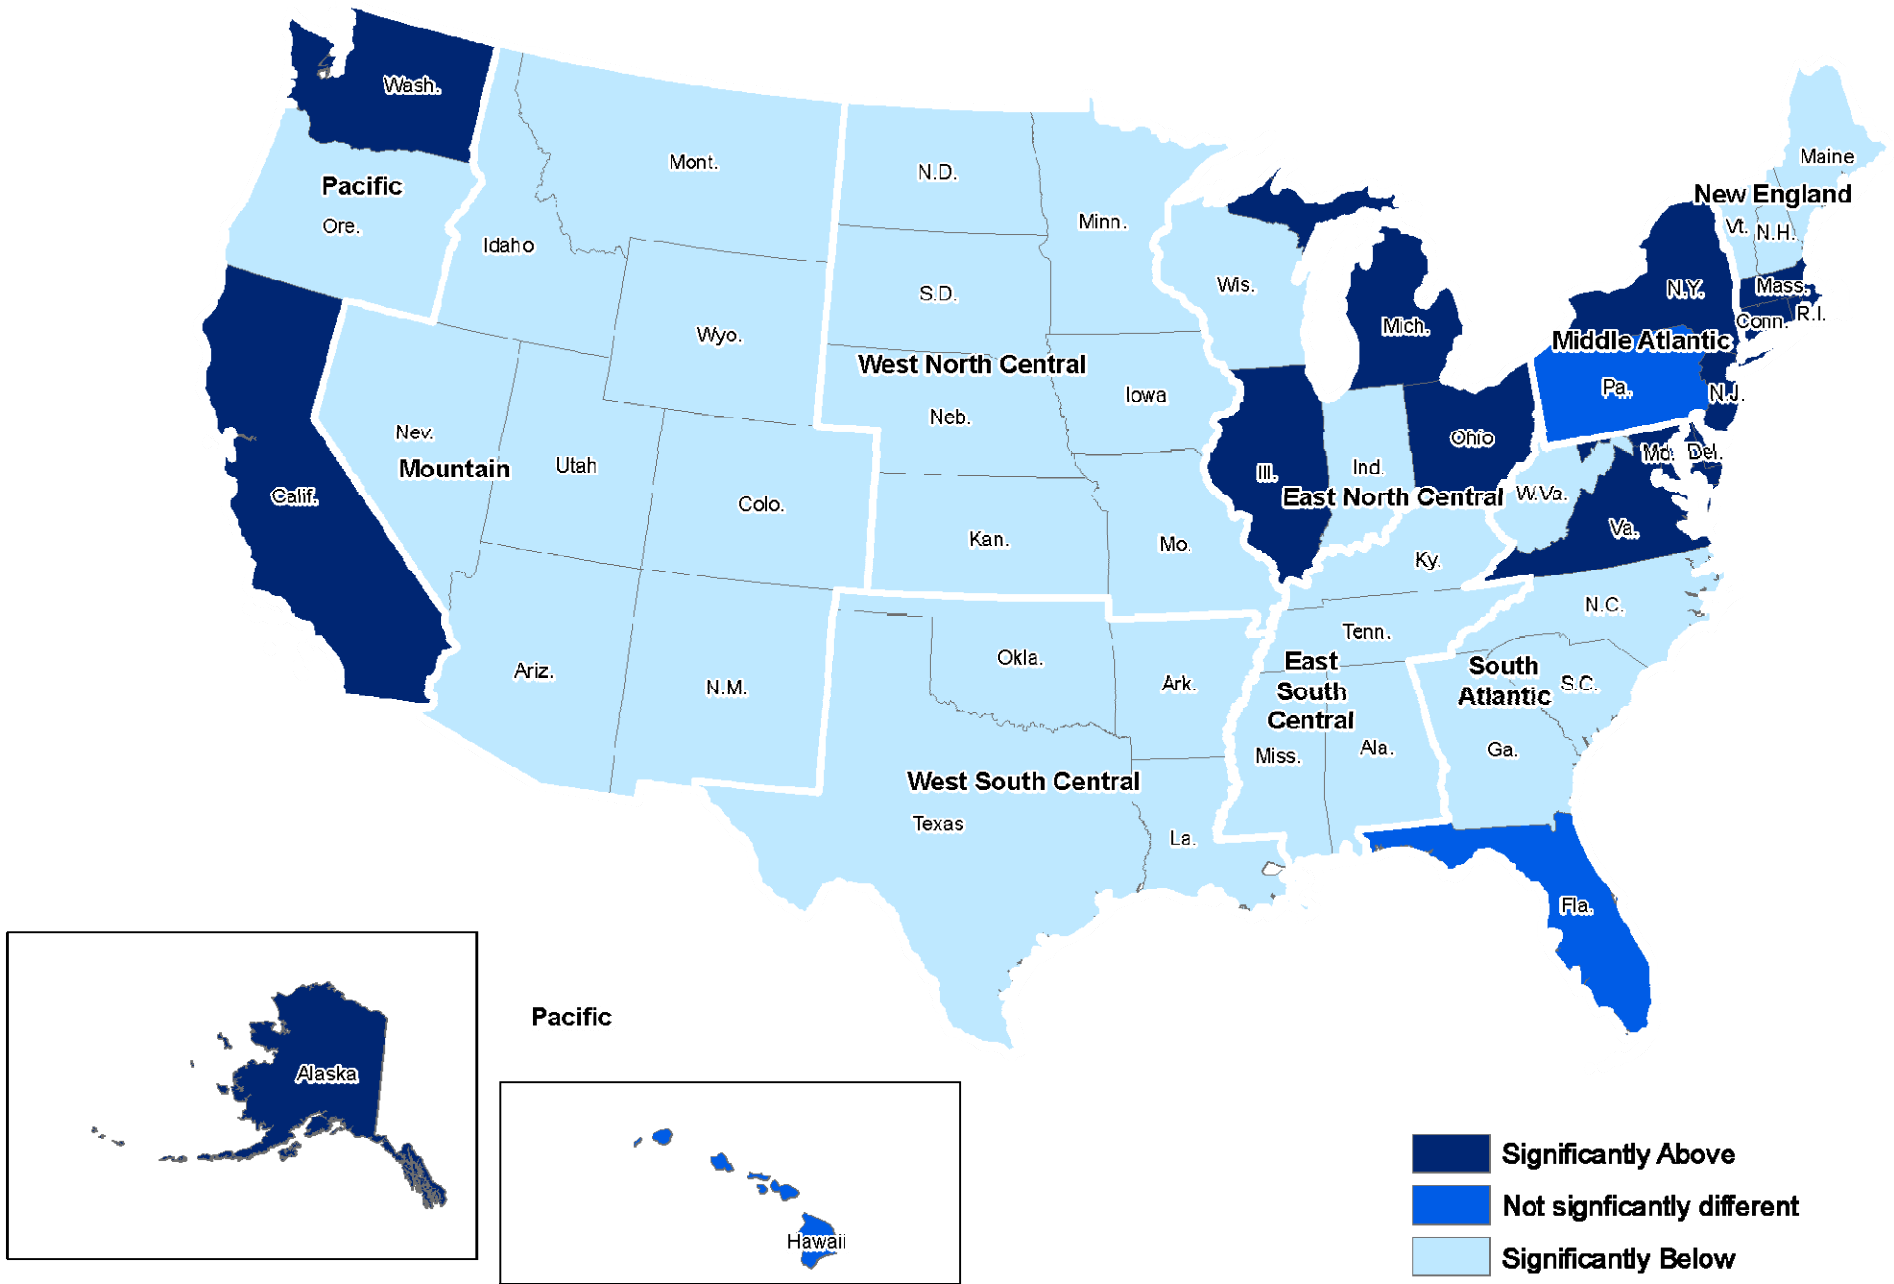 Wash.
Maine
Mont.
N.D.
Pacific
New England
Minn.
Ore.
Vt.
N.H.
Idaho
Wis.
Mass.
N.Y.
S.D.
R.I.
Conn.
Mich.
Wyo.
Middle Atlantic
West North Central
Pa.
N.J.
Iowa
Neb.
Nev.
Ohio
Md.
Del.
Mountain
Utah
Ill.
Ind.
Calif.
East North Central
W.Va.
Colo.
Va.
Kan.
Mo.
Ky.
N.C.
Tenn.
Okla.
East
South
Central
South
Atlantic
Ariz.
N.M.
Ark.
S.C.
Miss.
Ala.
Ga.
West South Central
Texas
La.
Fla.
Pacific
Alaska
Hawaii
Significantly Above
Not signficantly different
Significantly Below